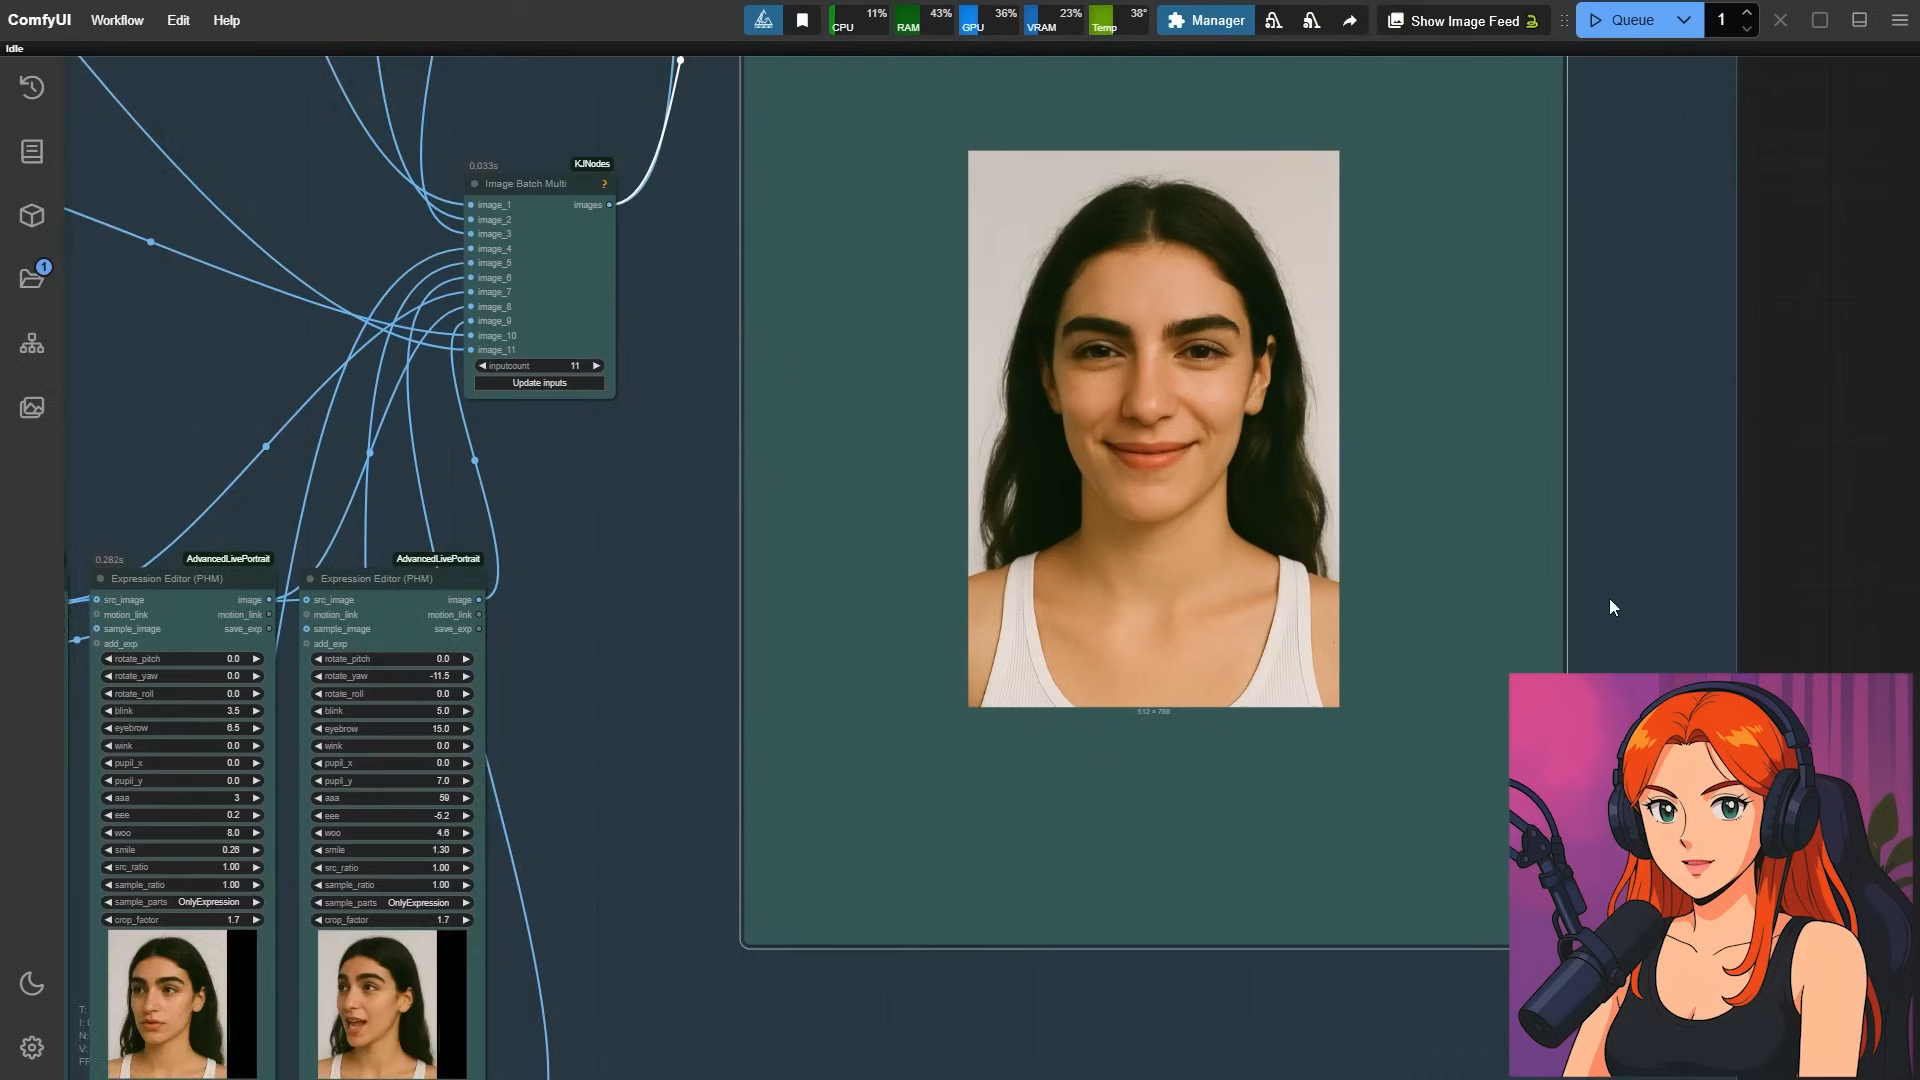 ComfyUI Workflow Edit Help
CPU 11% RAM 43% GPU 36% VRAM 23% Temp 38° Manager Show Image Feed Queue 1
Idle
1
0.033s KJNodes
Image Batch Multi ?
image_1 images
image_2
image_3
image_4
image_5
image_6
image_7
image_8
image_9
image_10
image_11
inputcount 11
Update inputs
512 × 768
0.282s AdvancedLivePortrait
Expression Editor (PHM)
src_image image
motion_link motion_link
sample_image save_exp
add_exp
rotate_pitch 0.0
rotate_yaw 0.0
rotate_roll 0.0
blink 3.5
eyebrow 6.5
wink 0.0
pupil_x 0.0
pupil_y 0.0
aaa 3
eee 0.2
woo 8.0
smile 0.26
src_ratio 1.00
sample_ratio 1.00
sample_parts OnlyExpression
crop_factor 1.7
AdvancedLivePortrait
Expression Editor (PHM)
src_image image
motion_link motion_link
sample_image save_exp
add_exp
rotate_pitch 0.0
rotate_yaw -11.5
rotate_roll 0.0
blink 5.0
eyebrow 15.0
wink 0.0
pupil_x 0.0
pupil_y 7.0
aaa 59
eee -5.2
woo 4.6
smile 1.30
src_ratio 1.00
sample_ratio 1.00
sample_parts OnlyExpression
crop_factor 1.7
T:
I:
N:
V: